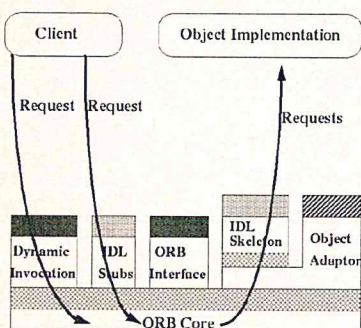 Client
Object Implementation
Request
Request
Requests
Dynamic
Invocation
IDL
Stubs
ORB
Interface
IDL
Skeleton
Object
Adaptor
ORB Core